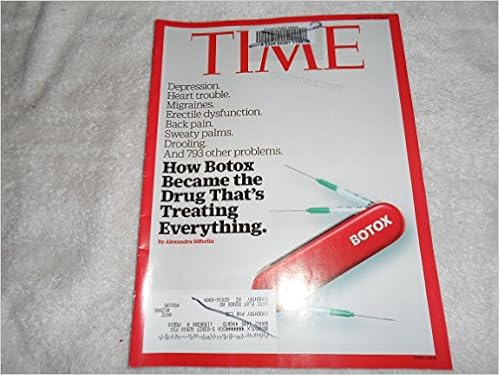 TIME
Depression.
Heart trouble.
Migraines.
Erectile dysfunction.
Back pain.
Sweaty palms.
Drooling.
And 793 other problems.
How Botox
Became the
Drug That's
Treating
Everything.
By Alexandra Sifferlin
BOTOX